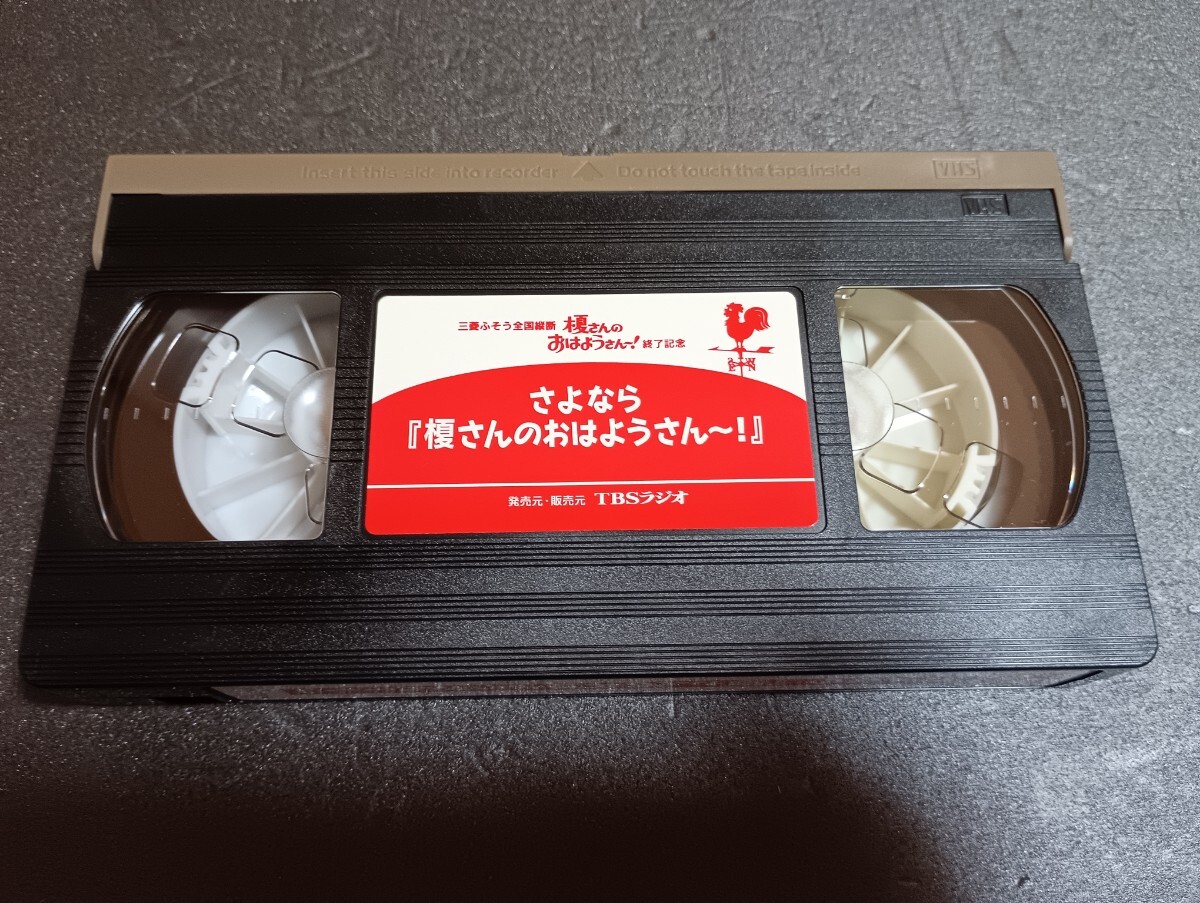 Insert this side into recorder Do not touch the tape inside VHS
VHS
三菱ふそう全国縦断 榎さんの
おはようさん〜! 終了記念
さよなら
『榎さんのおはようさん〜!』
発売元・販売元 TBSラジオ